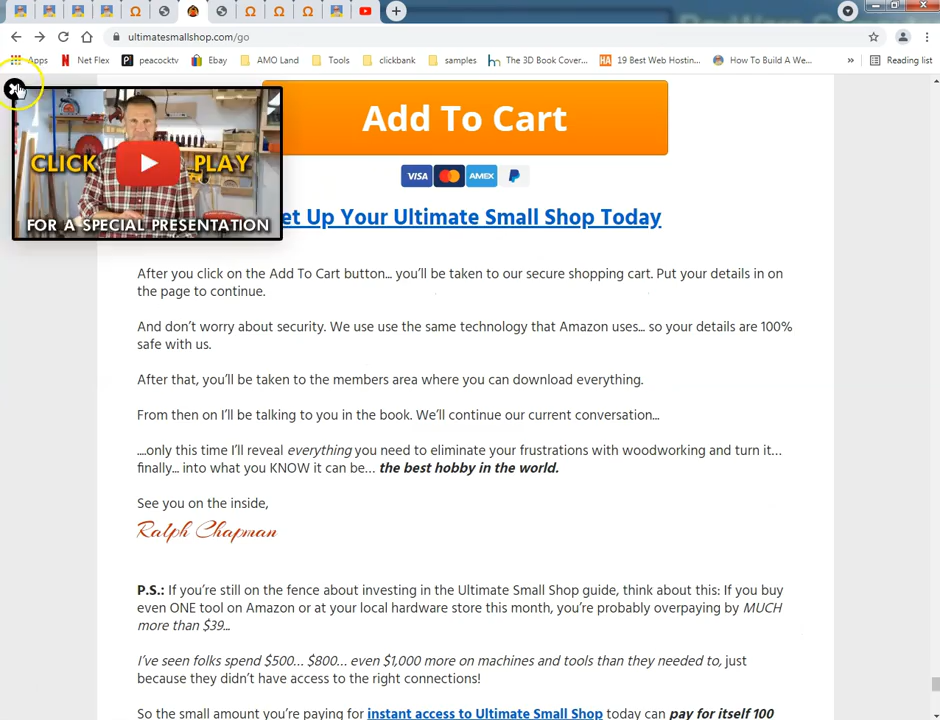 ultimatesmallshop.com/go
Apps Net Flex peacocktv Ebay AMO Land Tools clickbank samples The 3D Book Cover... HA 19 Best Web Hostin... How To Build A We... » Reading list
Add To Cart
CLICK PLAY
FOR A SPECIAL PRESENTATION
VISA AMEX
et Up Your Ultimate Small Shop Today
After you click on the Add To Cart button... you'll be taken to our secure shopping cart. Put your details in on
the page to continue.
And don't worry about security. We use use the same technology that Amazon uses... so your details are 100%
safe with us.
After that, you'll be taken to the members area where you can download everything.
From then on I'll be talking to you in the book. We'll continue our current conversation...
....only this time I'll reveal everything you need to eliminate your frustrations with woodworking and turn it...
finally... into what you KNOW it can be... the best hobby in the world.
See you on the inside,
Ralph Chapman
P.S.: If you're still on the fence about investing in the Ultimate Small Shop guide, think about this: If you buy
even ONE tool on Amazon or at your local hardware store this month, you're probably overpaying by MUCH
more than $39...
I've seen folks spend $500... $800... even $1,000 more on machines and tools than they needed to, just
because they didn't have access to the right connections!
So the small amount you're paying for instant access to Ultimate Small Shop today can pay for itself 100